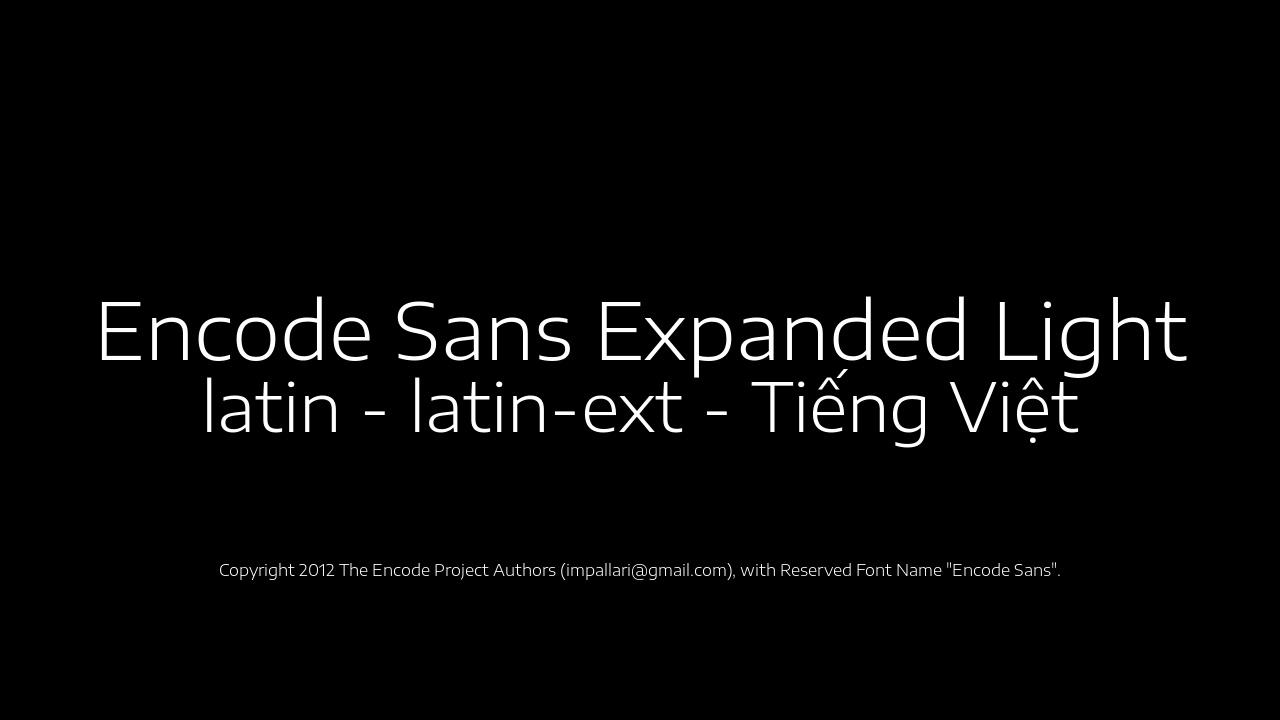 Encode Sans Expanded Light
latin - latin-ext - Tiếng Việt
Copyright 2012 The Encode Project Authors (impallari@gmail.com), with Reserved Font Name "Encode Sans".